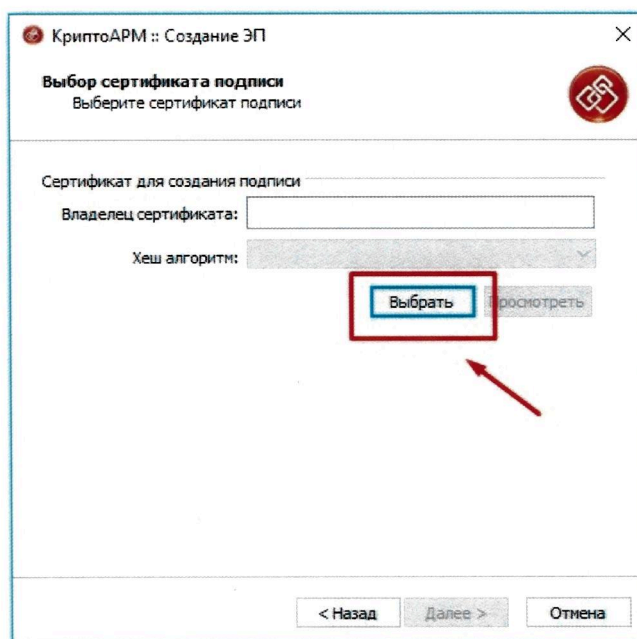 КриптоАРМ :: Создание ЭП
Выбор сертификата подписи
Выберите сертификат подписи
Сертификат для создания подписи
Владелец сертификата:
Хеш алгоритм:
Выбрать Просмотреть
< Назад Далее > Отмена